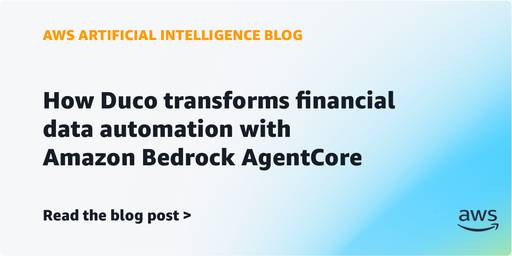 AWS ARTIFICIAL INTELLIGENCE BLOG
How Duco transforms financial
data automation with
Amazon Bedrock AgentCore
Read the blog post >
aws